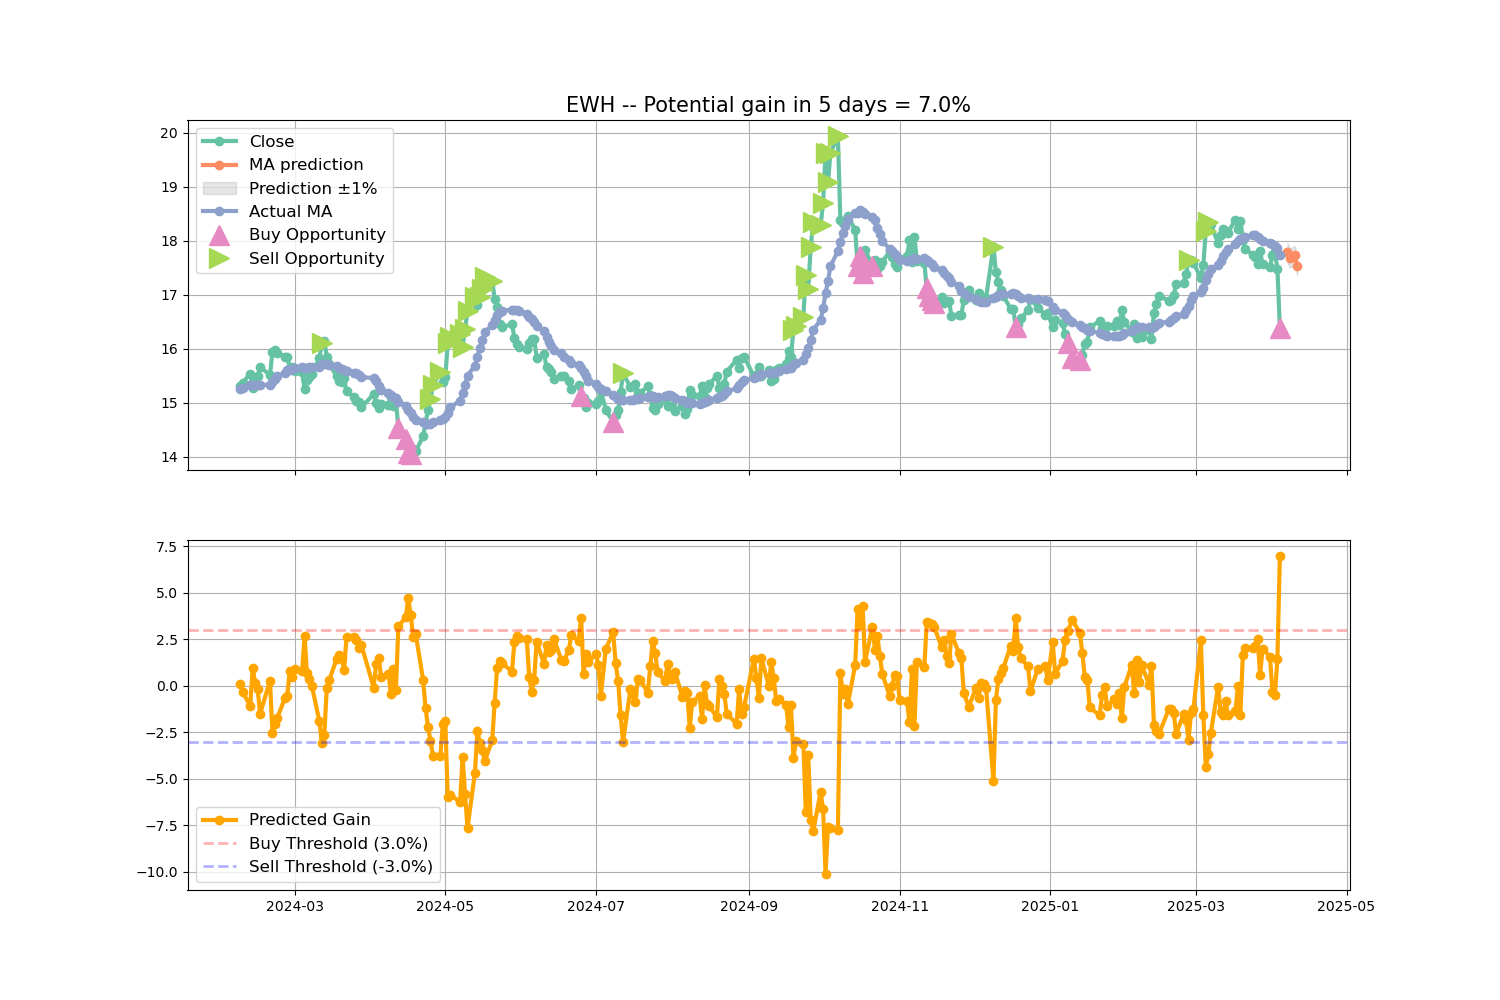 EWH -- Potential gain in 5 days = 7.0%
20
19
18
17
16
15
14
Close
MA prediction
Prediction ±1%
Actual MA
Buy Opportunity
Sell Opportunity
7.5
5.0
2.5
0.0
−2.5
−5.0
−7.5
−10.0
Predicted Gain
Buy Threshold (3.0%)
Sell Threshold (-3.0%)
2024-03 2024-05 2024-07 2024-09 2024-11 2025-01 2025-03 2025-05